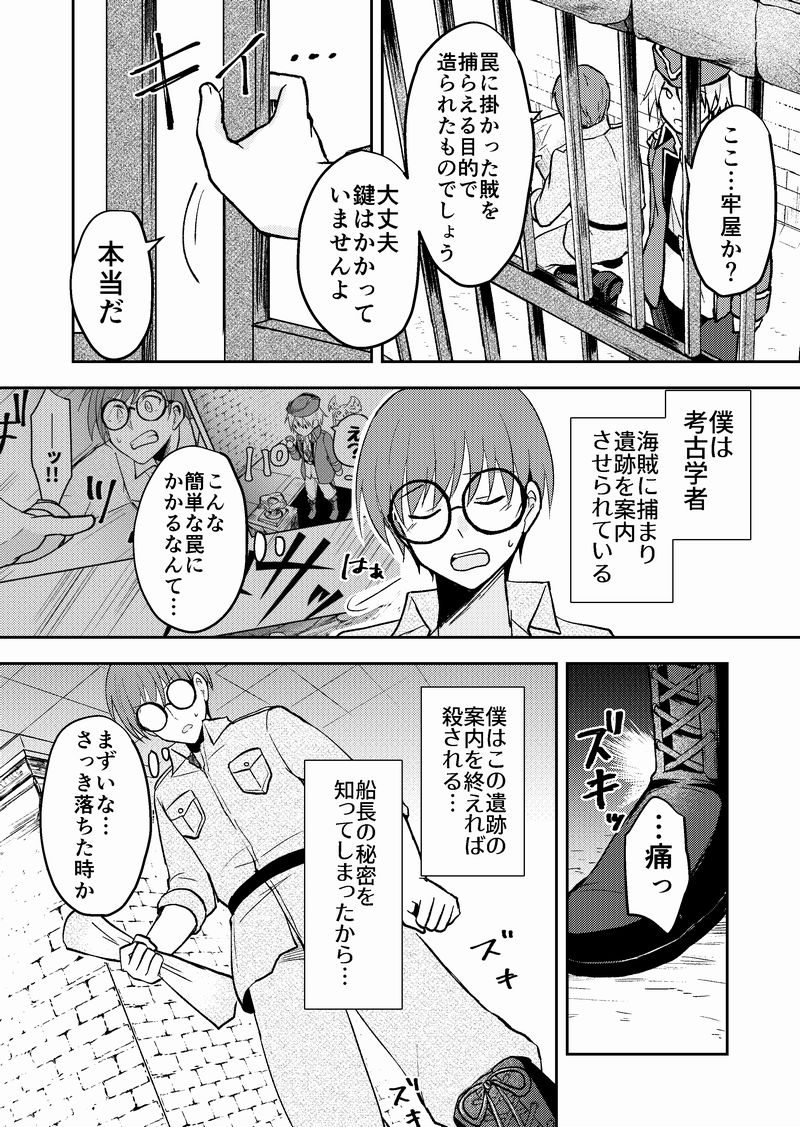 ここ…牢屋か？
罠に掛かった賊を
捕らえる目的で
造られたものでしょう
大丈夫
鍵はかかって
いませんよ
キィ…
本当だ
僕は
考古学者
海賊に捕まり
遺跡を案内
させられている
はぁぁ
え？
こんな
簡単な罠に
かかるなんて…
──ッ!!
ズキ
…痛っ
僕はこの遺跡の
案内を終えれば
殺される…
船長の秘密を
知ってしまったから…
まずいな…
さっき落ちた時か
ズキ
ズキ